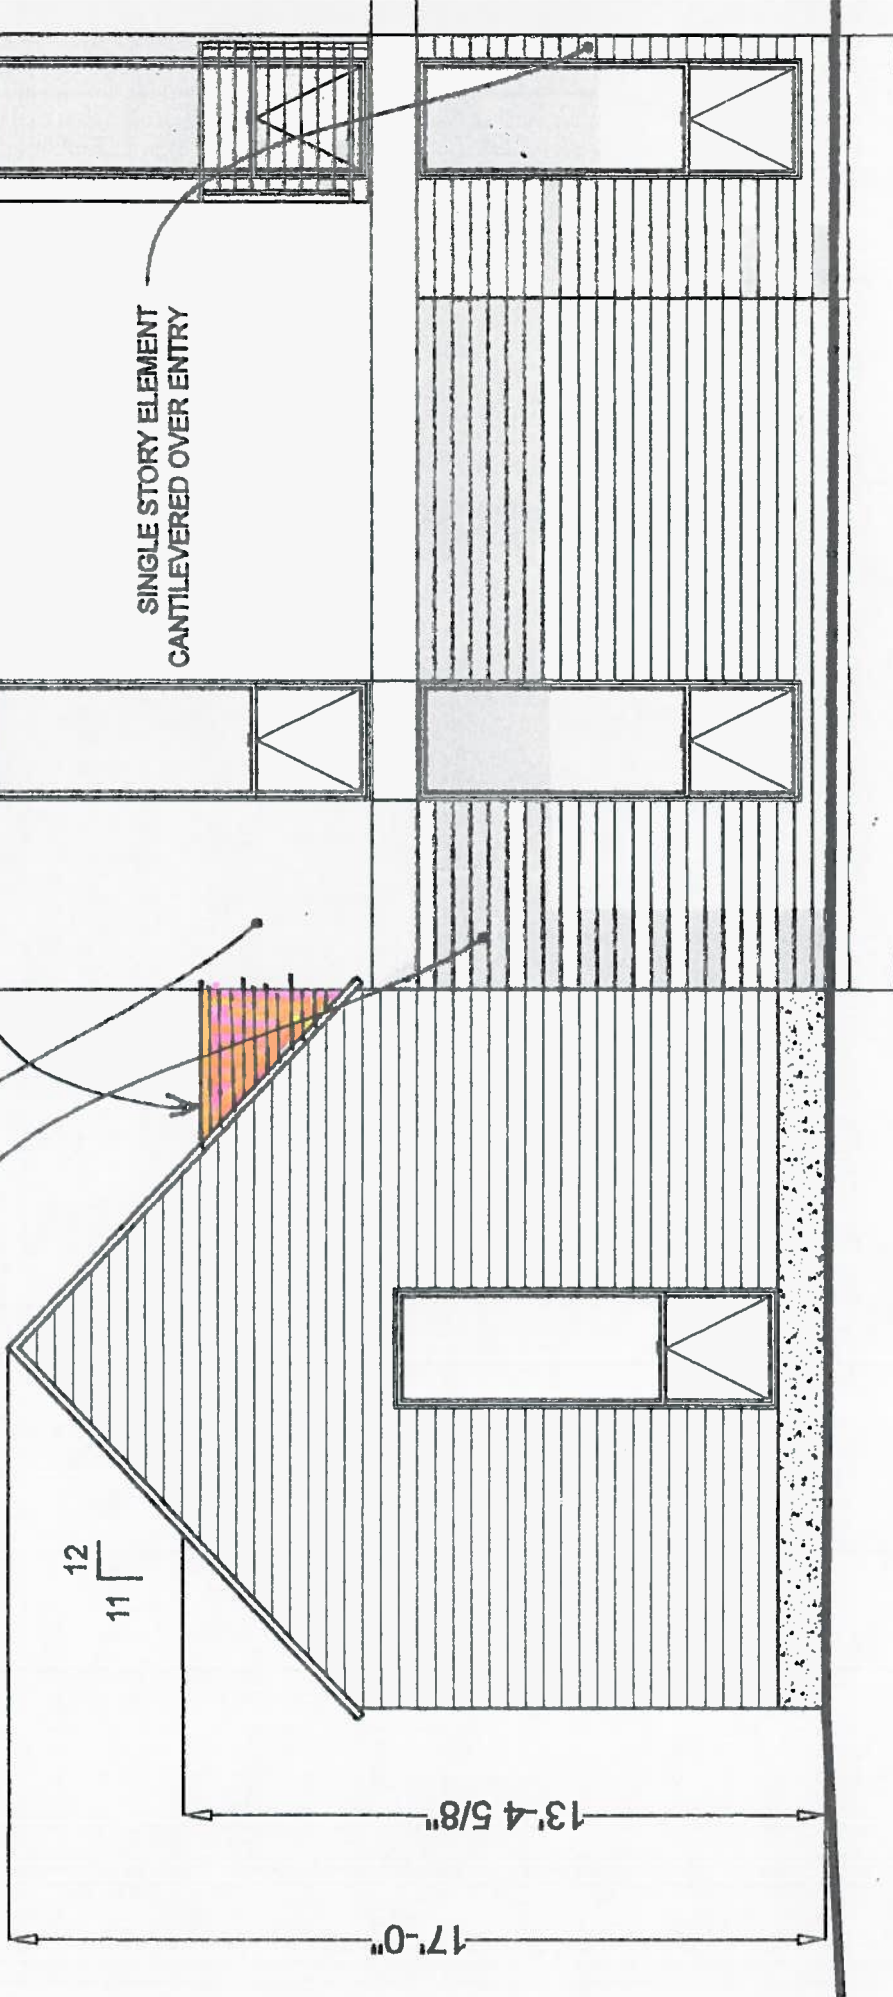 SINGLE STORY ELEMENT
CANTILEVERED OVER ENTRY
12
11
13'-4 5/8"
17'-0"